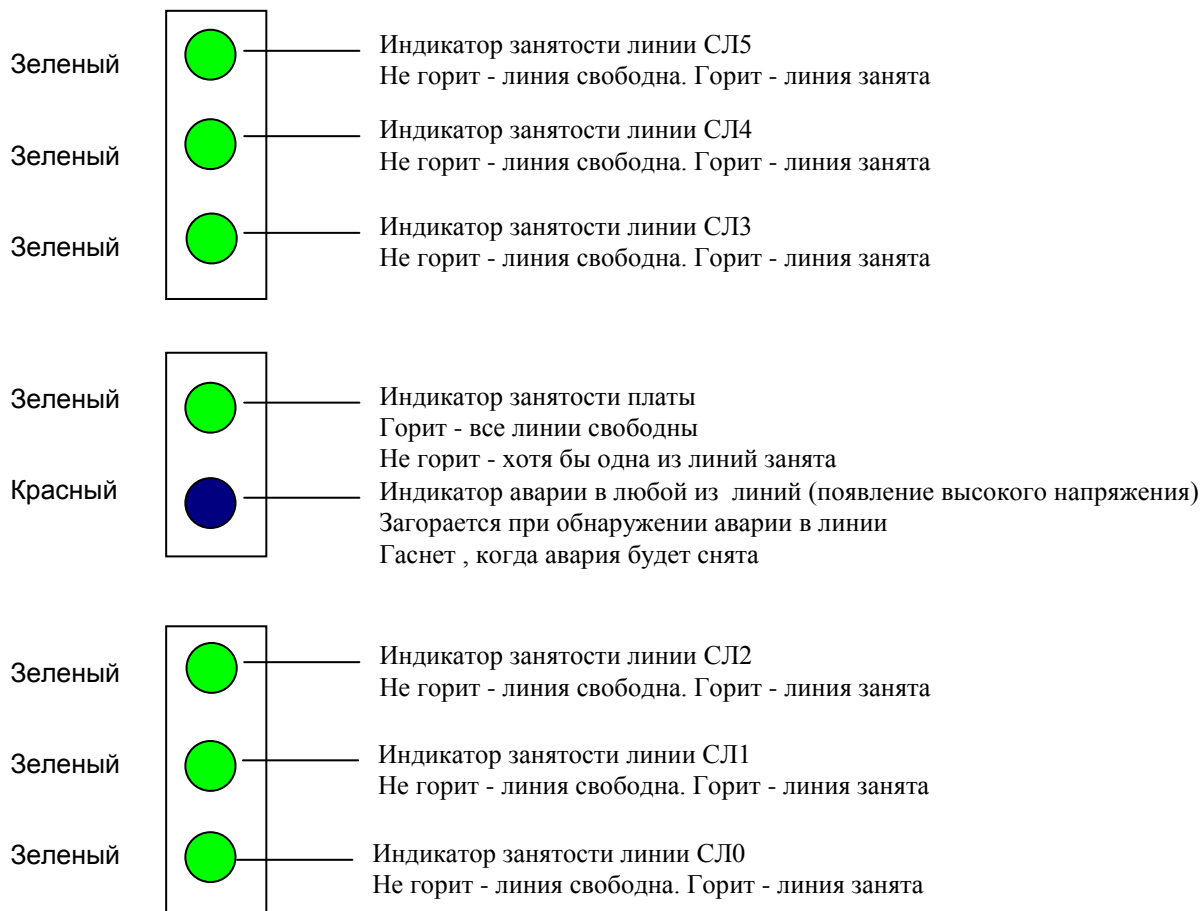 Зеленый
Индикатор занятости линии СЛ5
Не горит - линия свободна. Горит - линия занята
Зеленый
Индикатор занятости линии СЛ4
Не горит - линия свободна. Горит - линия занята
Зеленый
Индикатор занятости линии СЛ3
Не горит - линия свободна. Горит - линия занята
Зеленый
Индикатор занятости платы
Горит - все линии свободны
Не горит - хотя бы одна из линий занята
Красный
Индикатор аварии в любой из линий (появление высокого напряжения)
Загорается при обнаружении аварии в линии
Гаснет , когда авария будет снята
Зеленый
Индикатор занятости линии СЛ2
Не горит - линия свободна. Горит - линия занята
Зеленый
Индикатор занятости линии СЛ1
Не горит - линия свободна. Горит - линия занята
Зеленый
Индикатор занятости линии СЛ0
Не горит - линия свободна. Горит - линия занята